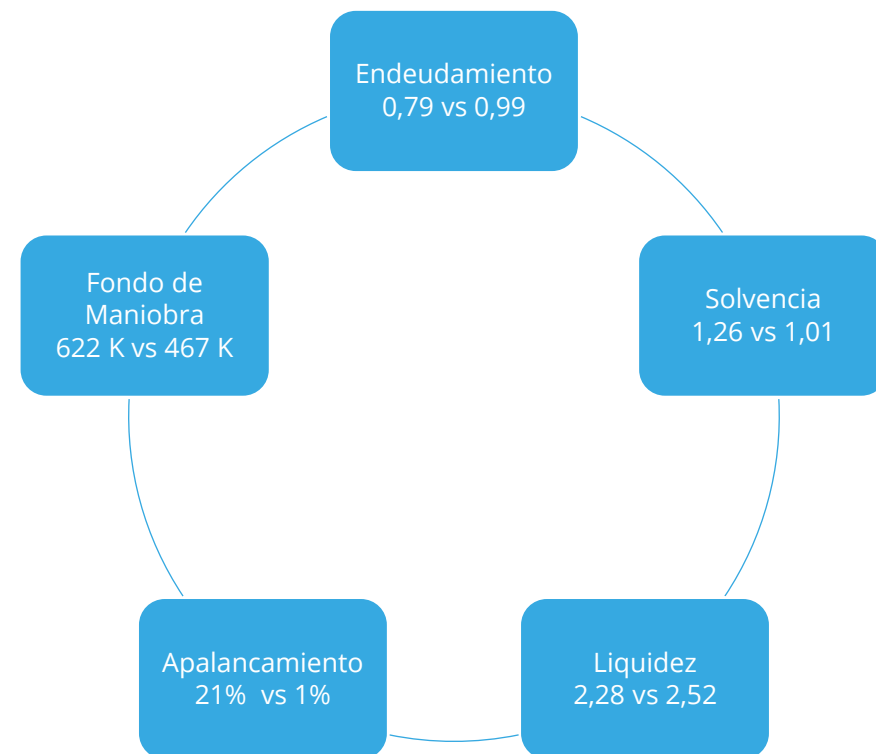 Endeudamiento
0,79 vs 0,99
Solvencia
1,26 vs 1,01
Liquidez
2,28 vs 2,52
Apalancamiento
21% vs 1%
Fondo de
Maniobra
622 K vs 467 K